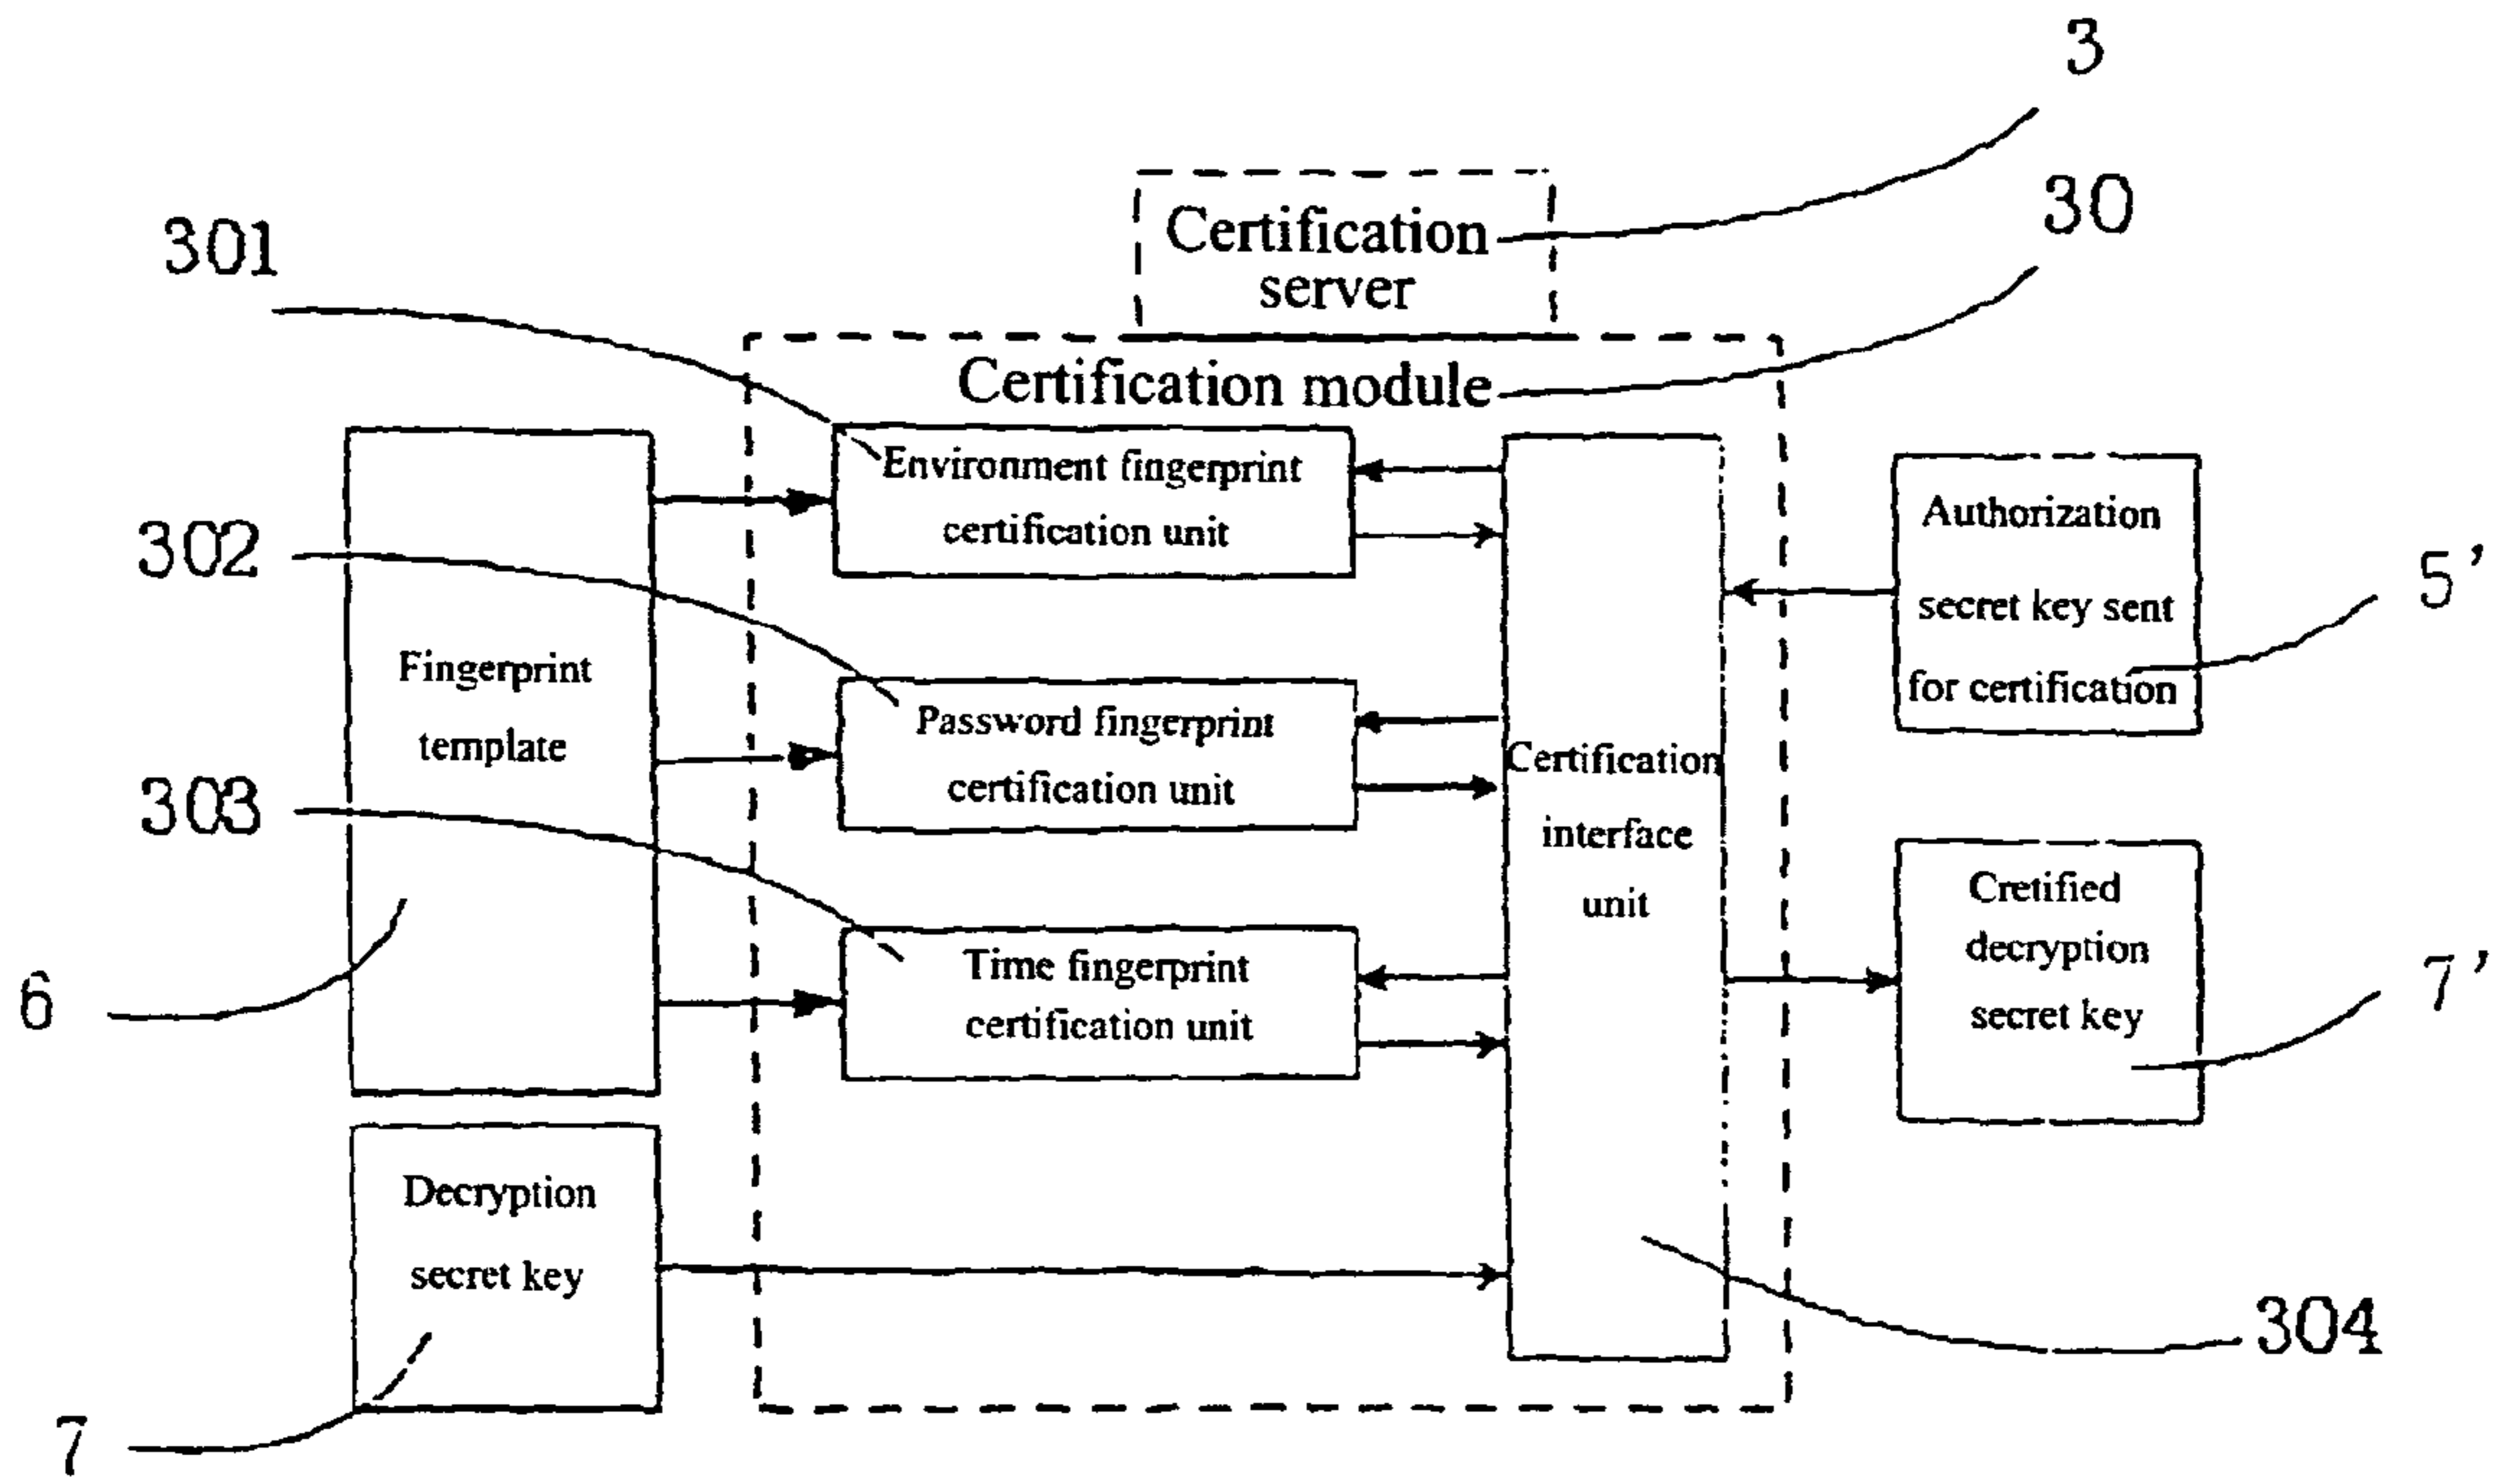 3
30
301
Certification
server
Certification module
Environment fingerprint
certification unit
302
Authorization
secret key sent
for certification
5'
Fingerprint
template
Password fingerprint
certification unit
303
Certification
interface
unit
Cretified
decryption
secret key
7'
Time fingerprint
certification unit
6
Decryption
secret key
304
7